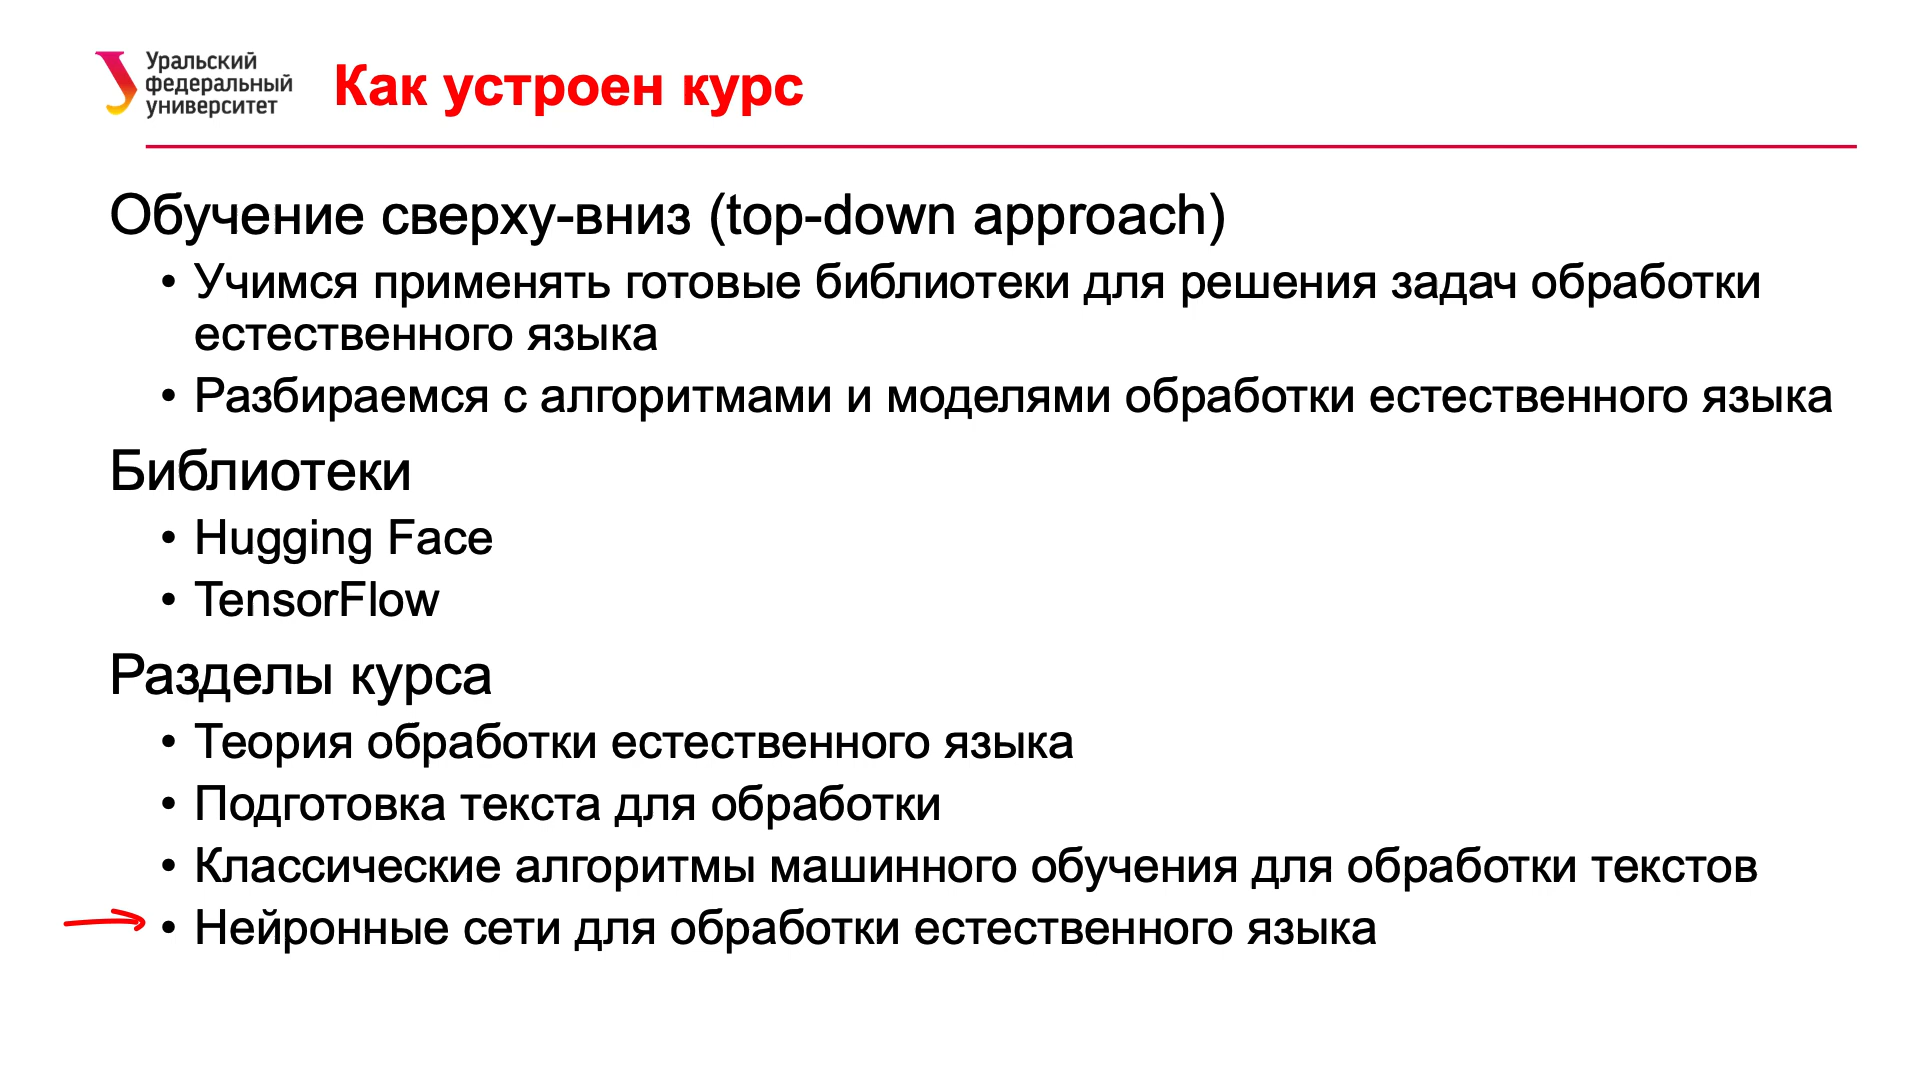 Уральский
федеральный
университет
Как устроен курс
Обучение сверху-вниз (top-down approach)
• Учимся применять готовые библиотеки для решения задач обработки
естественного языка
• Разбираемся с алгоритмами и моделями обработки естественного языка
Библиотеки
• Hugging Face
• TensorFlow
Разделы курса
• Теория обработки естественного языка
• Подготовка текста для обработки
• Классические алгоритмы машинного обучения для обработки текстов
• Нейронные сети для обработки естественного языка